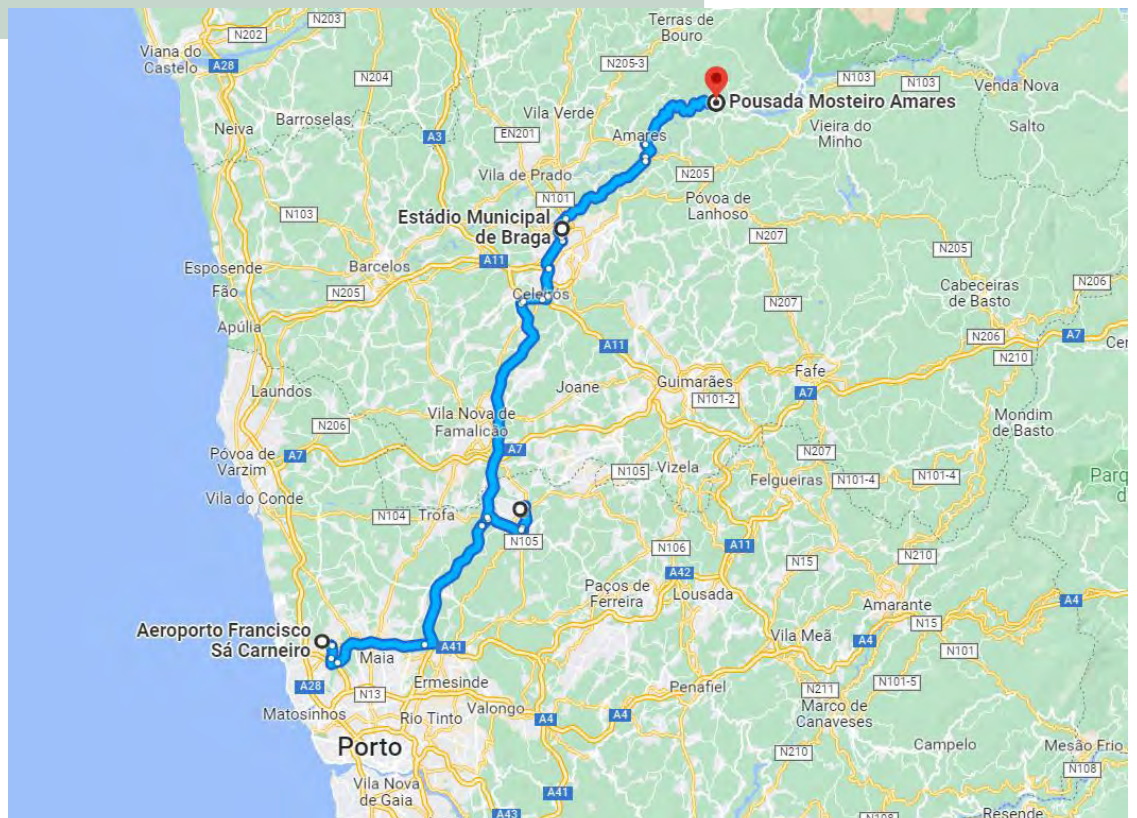 Terras de
Bouro
N203
N202
Viana do
Castelo
A28
N204
N205-3
N103
N103
Venda Nova
Pousada Mosteiro Amares
Barroselas
Neiva
A3
Vila Verde
EN201
Amares
Vieira do
Minho
Salto
Vila de Prado
N205
N101
Póvoa de
Lanhoso
N103
Estádio Municipal
de Braga
N207
N205
Esposende
Fão
Barcelos
A11
N205
Cabeceiras
de Basto
N206
Apúlia
Celeirós
N207
N206
A7
Cer
N210
A11
Laundos
Joane
Guimarães
Fafe
N101-2
A7
Vila Nova de
Famalicão
N206
Mondim
de Basto
Póvoa de
Varzim
A7
A7
N207
N105
Vizela
Felgueiras
N101-4
N101-4
Parq
d
Vila do Conde
N104
Trofa
N105
N106
A11
N210
N15
A42
Paços de
Ferreira
Lousada
Amarante
A4
N15
Aeroporto Francisco
Sá Carneiro
Maia
A41
Vila Meã
A4
N101
A28
N13
Ermesinde
Penafiel
N211
N101-5
Matosinhos
Rio Tinto
Valongo
A4
A4
Marco de
Canaveses
Porto
N210
Campelo
Mesão Frio
N108
Vila Nova
de Gaia
A41
A43
N108
Resende